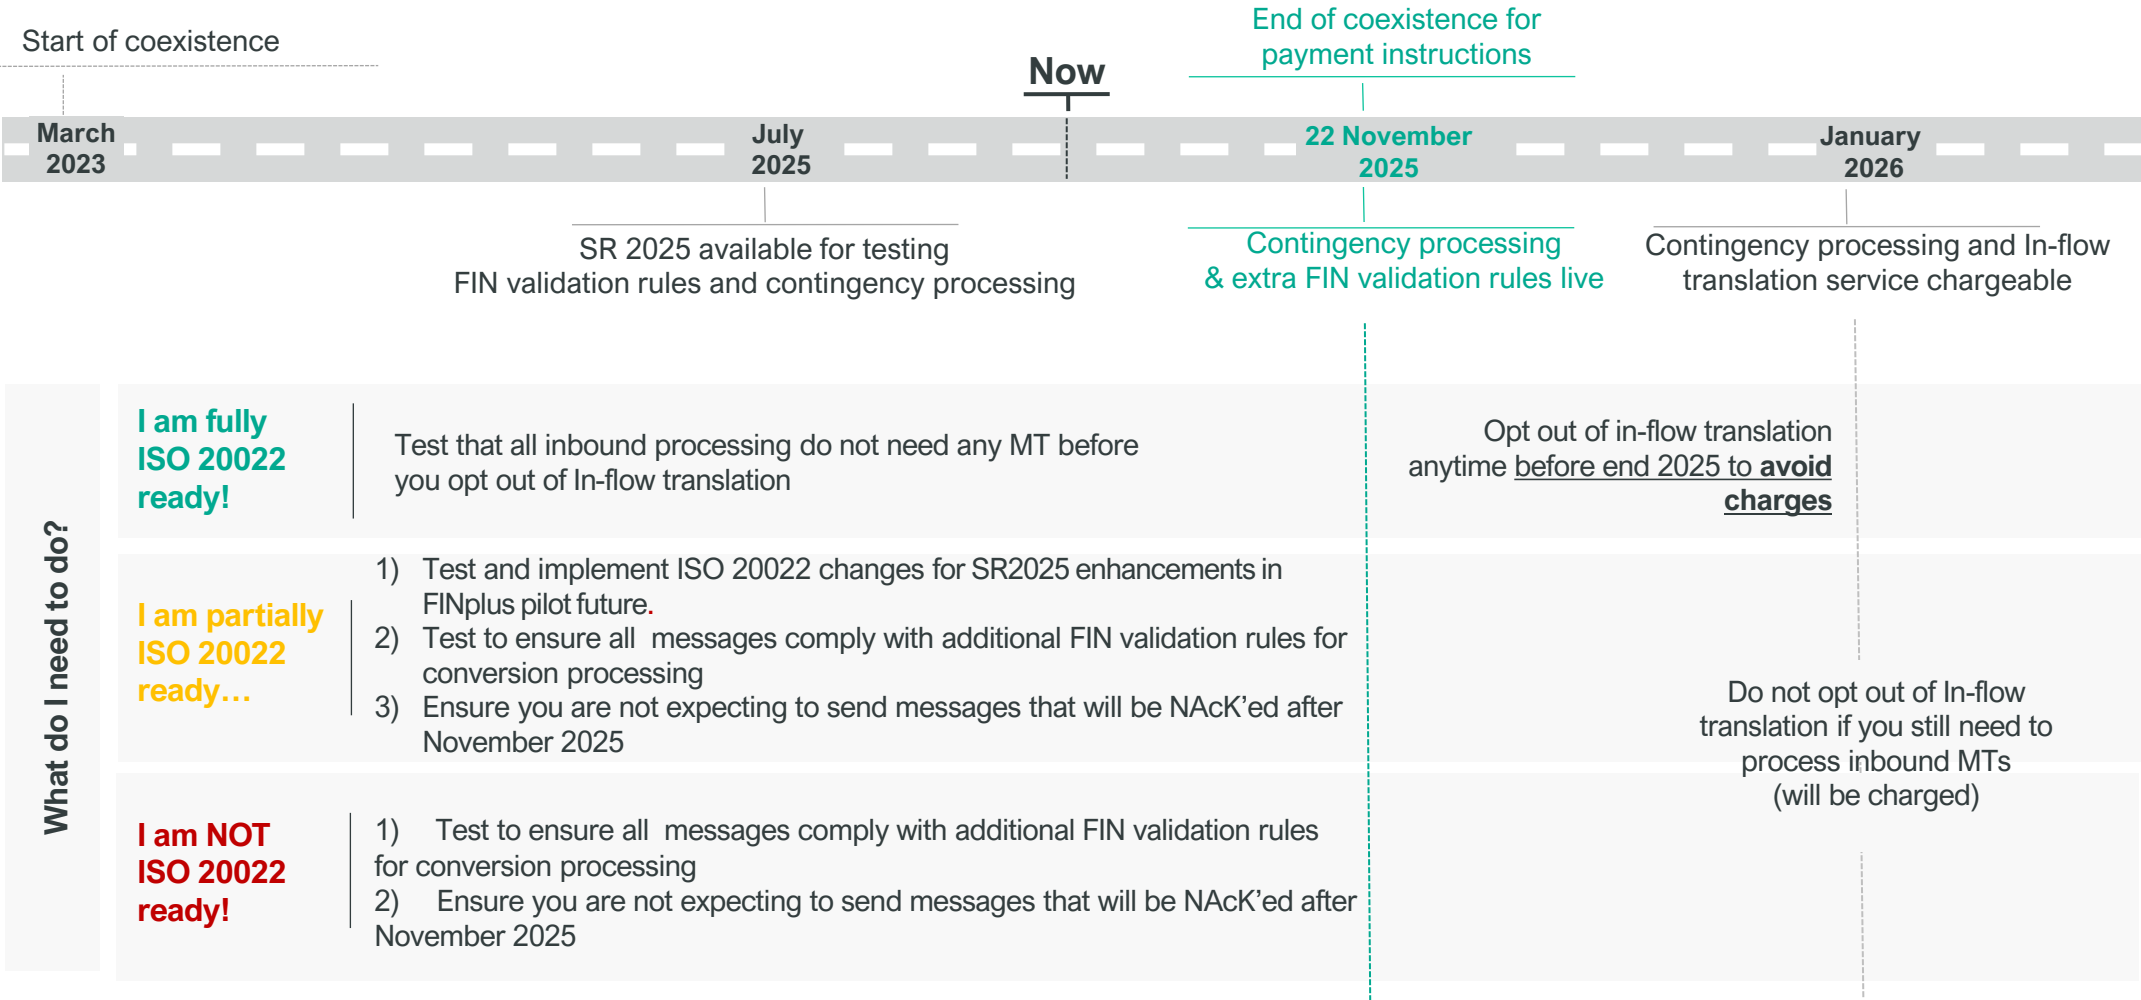 Start of coexistence
Now
End of coexistence for
payment instructions
March
2023
July
2025
22 November
2025
January
2026
SR 2025 available for testing
FIN validation rules and contingency processing
Contingency processing
& extra FIN validation rules live
Contingency processing and In-flow
translation service chargeable
What do I need to do?
I am fully
ISO 20022
ready!
Test that all inbound processing do not need any MT before
you opt out of In-flow translation
Opt out of in-flow translation
anytime before end 2025 to avoid
charges
I am partially
ISO 20022
ready…
1) Test and implement ISO 20022 changes for SR2025 enhancements in
FINplus pilot future.
2) Test to ensure all messages comply with additional FIN validation rules for
conversion processing
3) Ensure you are not expecting to send messages that will be NAcK’ed after
November 2025
Do not opt out of In-flow
translation if you still need to
process inbound MTs
(will be charged)
I am NOT
ISO 20022
ready!
1) Test to ensure all messages comply with additional FIN validation rules
for conversion processing
2) Ensure you are not expecting to send messages that will be NAcK’ed after
November 2025